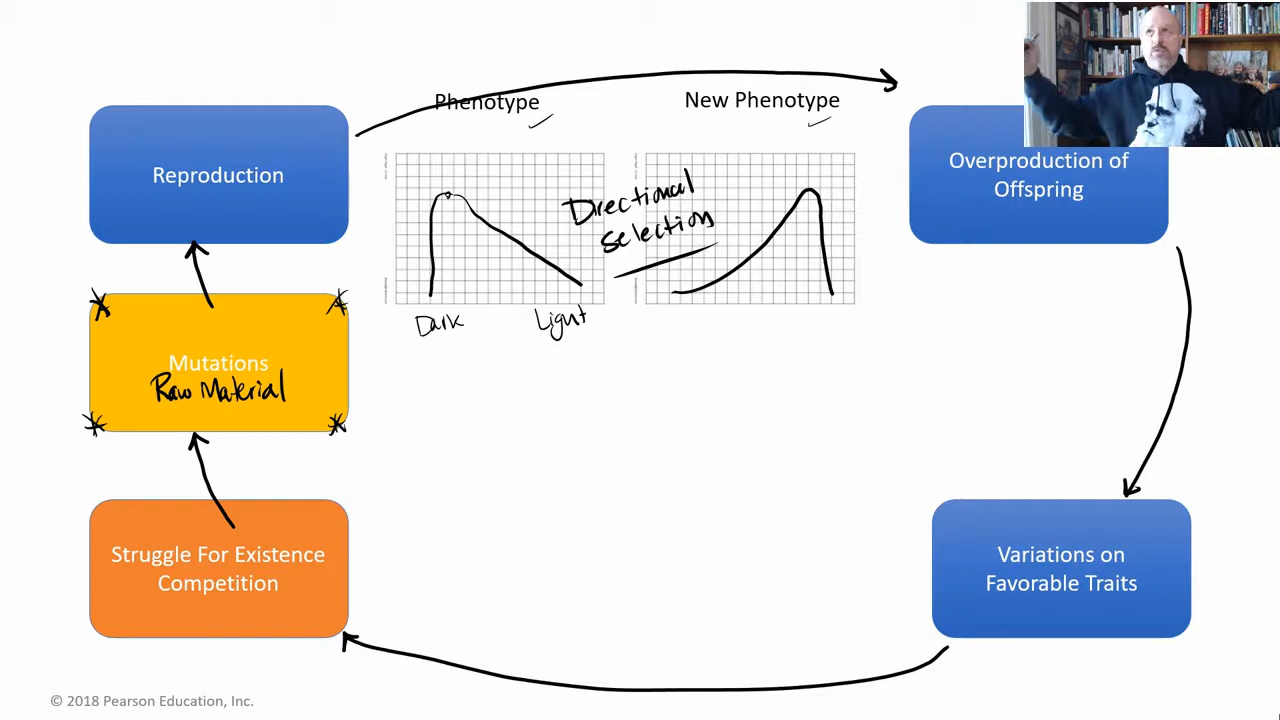 Phenotype
New Phenotype
Reproduction
Overproduction of
Offspring
Directional
Selection
Dark
Light
Mutations
Raw Material
Struggle For Existence
Competition
Variations on
Favorable Traits
© 2018 Pearson Education, Inc.